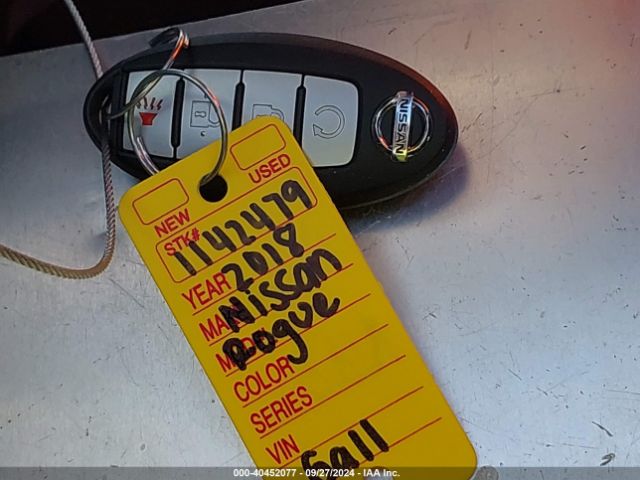 NISSAN
NEW USED
STK# 1142479
YEAR 2018
MAKE Nissan
MODEL Rogue
COLOR
SERIES
VIN
Gall
000-40452077 - 09/27/2024 - IAA Inc.